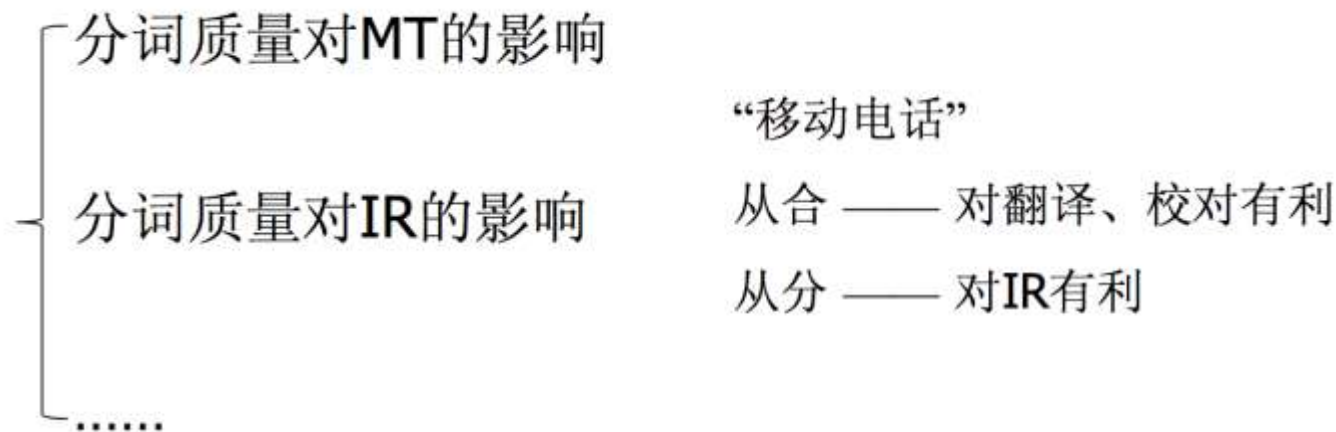 分词质量对MT的影响
分词质量对IR的影响
......
“移动电话”
从合 —— 对翻译、校对有利
从分 —— 对IR有利